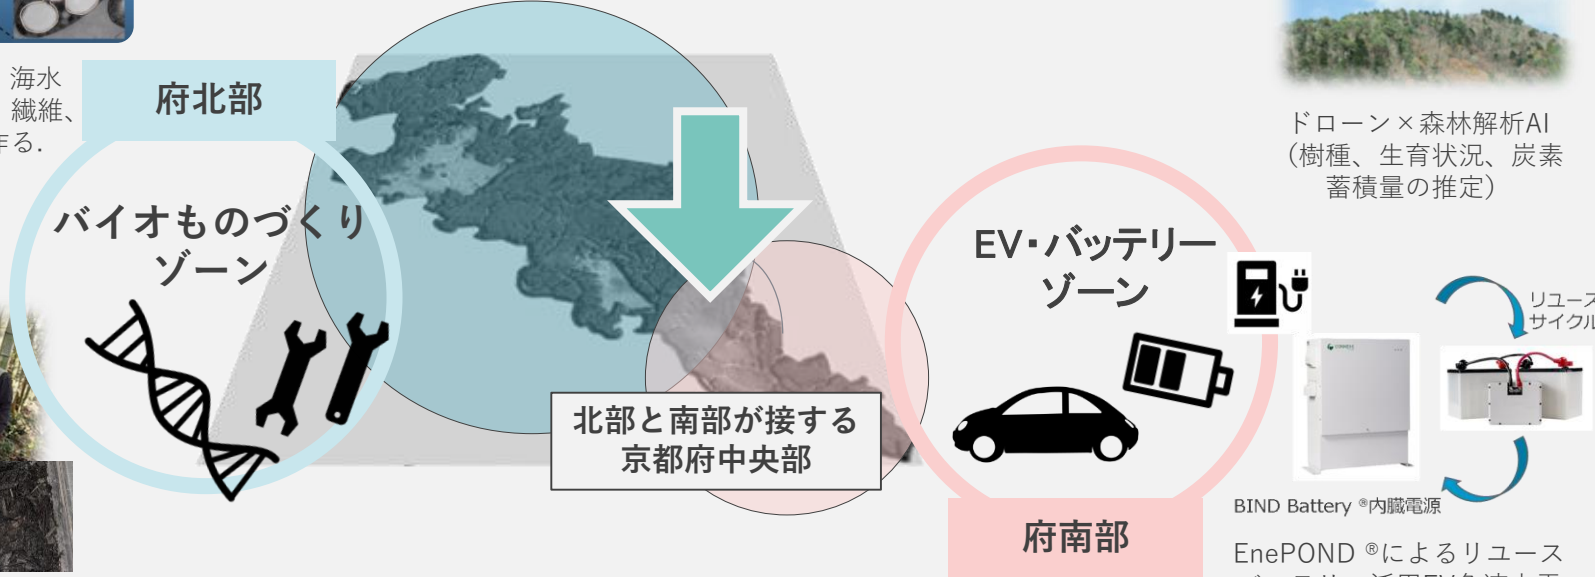 海水
繊維、
作る.
府北部
バイオものづくり
ゾーン
北部と南部が接する
京都府中央部
EV・バッテリー
ゾーン
府南部
ドローン×森林解析AI
(樹種、生育状況、炭素
蓄積量の推定)
リユース
サイクル
BIND Battery ®内臓電源
EnePOND ®によるリユース